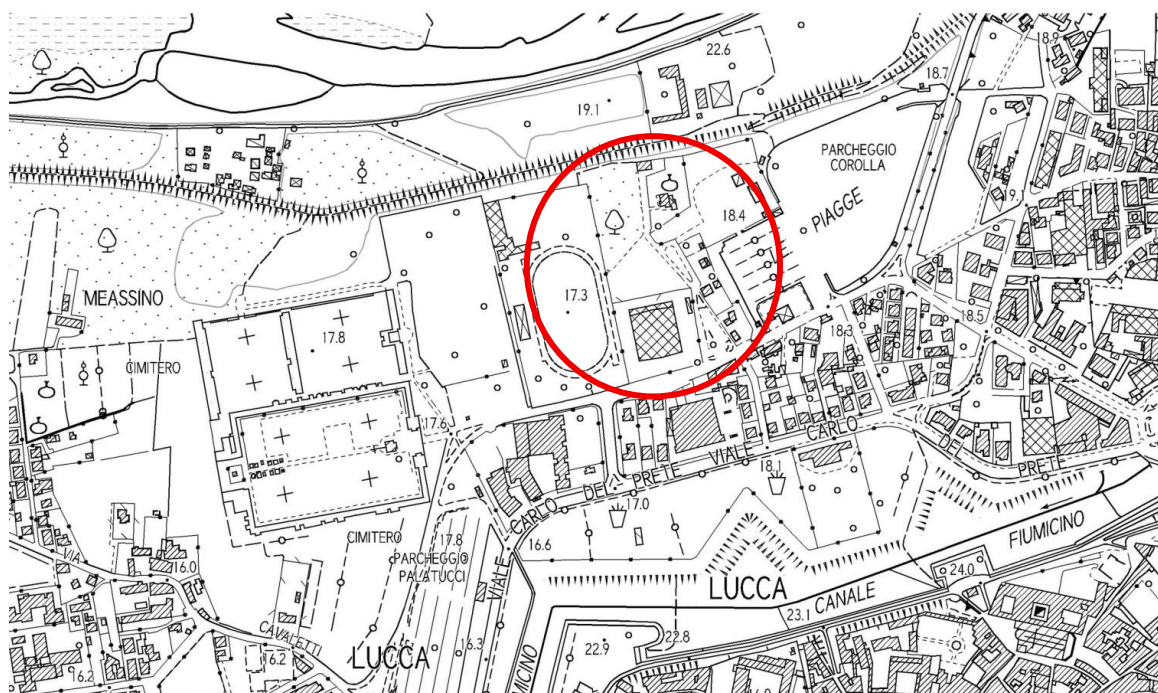 22.6
18.9
18.7
19.1
PARCHEGGIO
COROLLA
19.1
18.4
PIAGGE
17.3
MEASSINO
17.8
18.3
18.5
CIMITERO
17.6
CARLO
DEL
PRETE
VIALE
CARLO
DEL PRETE
18.1
17.0
CIMITERO
17.8
PARCHEGGIO
PALATUCCI
VIALE
16.6
FIUMICINO
VIA
16.0
LUCCA
24.0
CANALE
23.1
CAVALET
22.8
22.9
16.2
LUCCA
16.3
MICINO
16.2